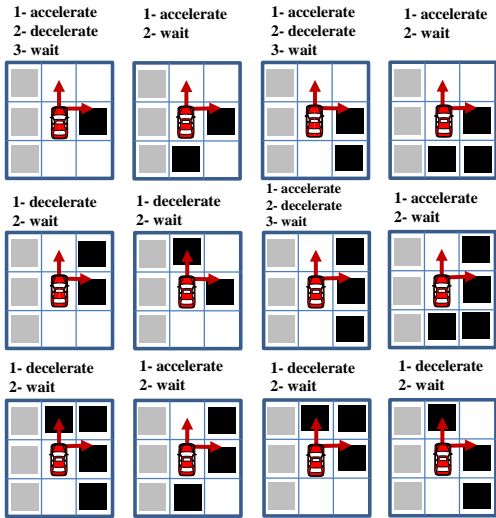 1- accelerate
2- decelerate
3- wait
1- accelerate
2- wait
1- accelerate
2- decelerate
3- wait
1- accelerate
2- wait
1- decelerate
2- wait
1- decelerate
2- wait
1- accelerate
2- decelerate
3- wait
1- accelerate
2- wait
1- decelerate
2- wait
1- accelerate
2- wait
1- decelerate
2- wait
1- decelerate
2- wait